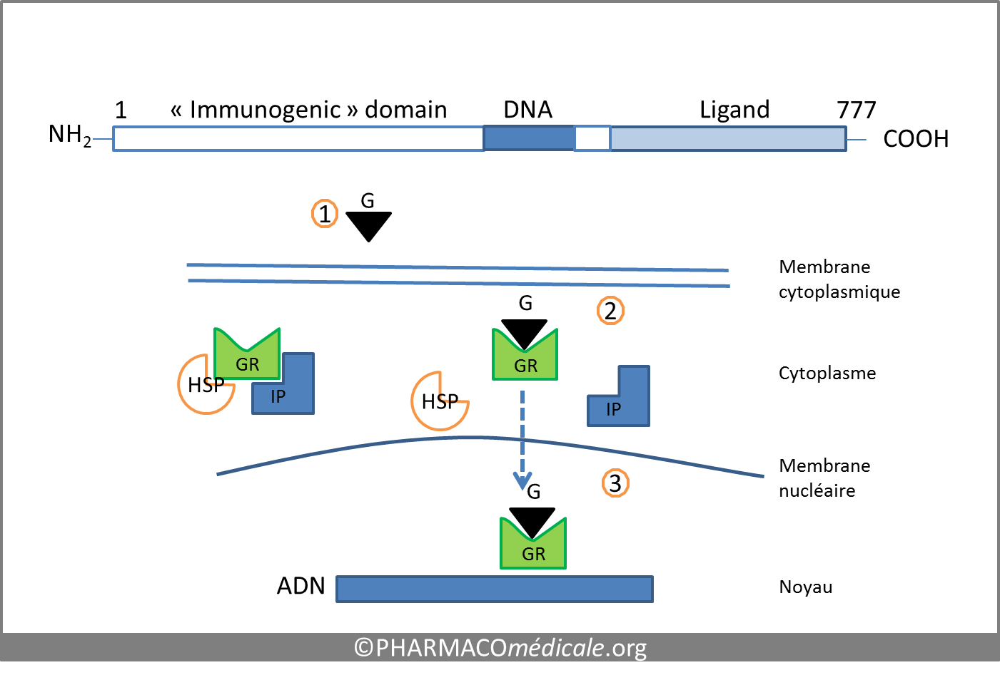 1 « Immunogenic » domain DNA Ligand 777
NH2 COOH
G
1
Membrane
cytoplasmique
G
2
GR GR
HSP IP HSP IP
Cytoplasme
Membrane
nucléaire
3
G
GR
ADN
Noyau
©PHARMACOmédicale.org